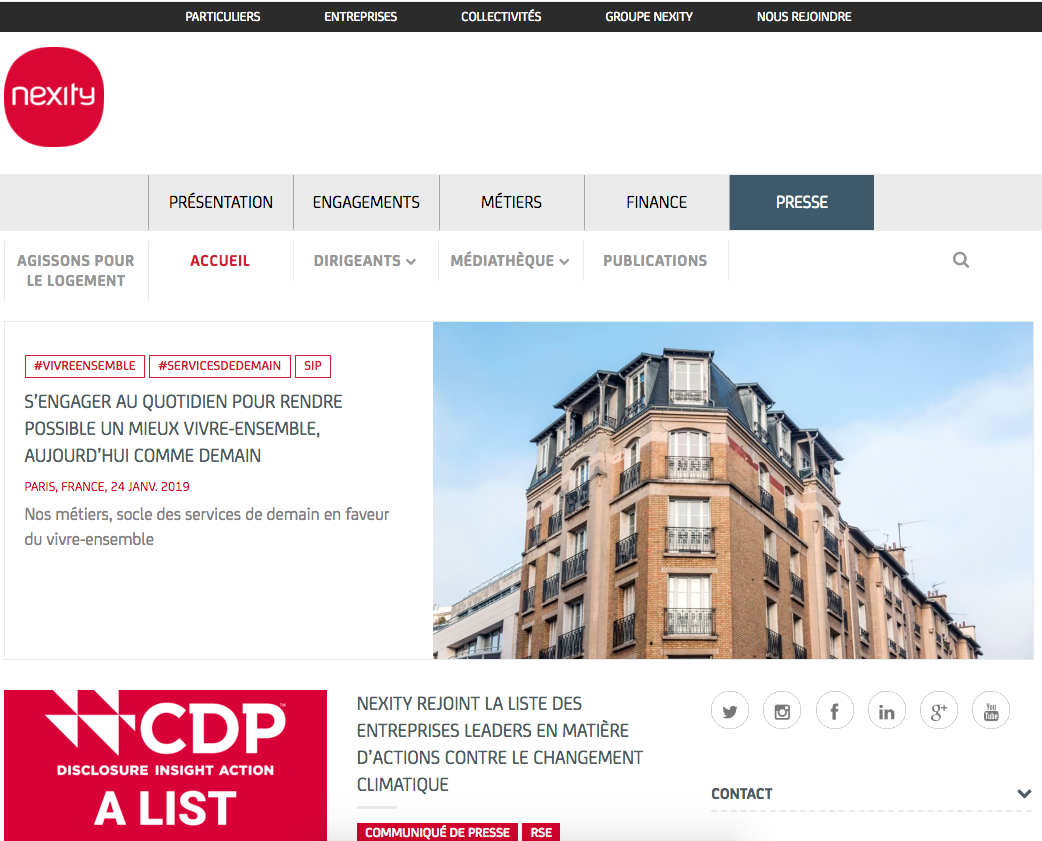 PARTICULIERS ENTREPRISES COLLECTIVITÉS GROUPE NEXITY NOUS REJOINDRE
nexity
PRÉSENTATION ENGAGEMENTS MÉTIERS FINANCE PRESSE
AGISSONS POUR
LE LOGEMENT
ACCUEIL DIRIGEANTS MÉDIATHÈQUE PUBLICATIONS
#VIVREENSEMBLE #SERVICESDEDEMAIN SIP
S’ENGAGER AU QUOTIDIEN POUR RENDRE
POSSIBLE UN MIEUX VIVRE-ENSEMBLE,
AUJOURD’HUI COMME DEMAIN
PARIS, FRANCE, 24 JANV. 2019
Nos métiers, socle des services de demain en faveur
du vivre-ensemble
CDP™
DISCLOSURE INSIGHT ACTION
A LIST
NEXITY REJOINT LA LISTE DES
ENTREPRISES LEADERS EN MATIÈRE
D’ACTIONS CONTRE LE CHANGEMENT
CLIMATIQUE
COMMUNIQUÉ DE PRESSE RSE
f in g+ You Tube
CONTACT